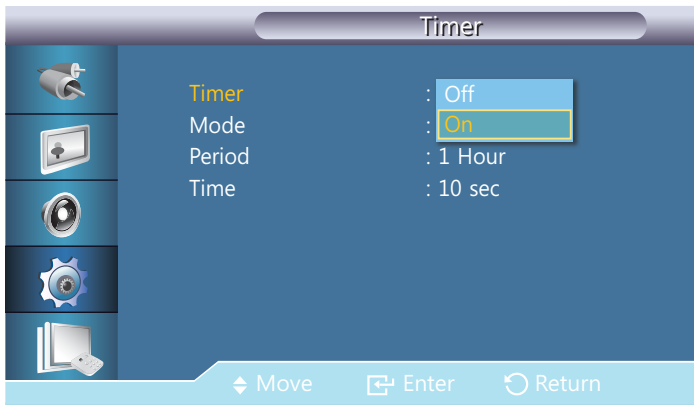 Timer
Timer : Off
Mode : On
Period : 1 Hour
Time : 10 sec
Move Enter Return